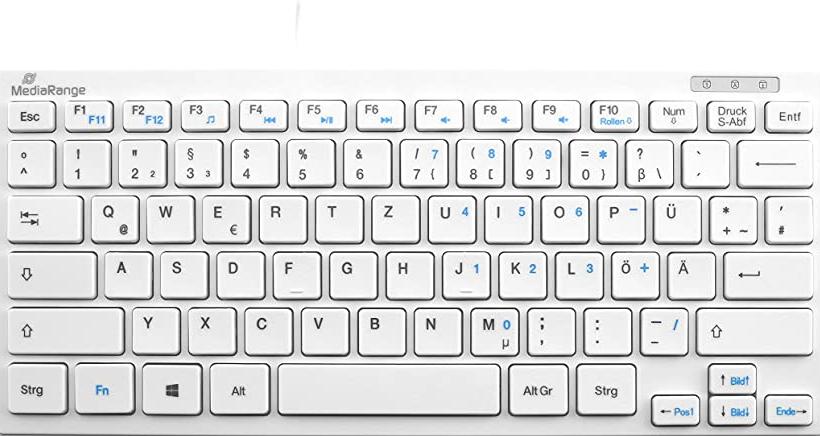 MediaRange
Esc F1 F11 F2 F12 F3 F4 F5 F6 F7 F8 F9 F10 Rollen Num Druck S-Abf Entf
° ^ ! 1 " 2 ² § 3 ³ $ 4 % 5 & 6 / 7 7 { ( 8 8 [ ) 9 9 ] = * 0 } ? ß \ ` ´
Q @ W E € R T Z U 4 I 5 O 6 P - Ü * + ~ ' #
A S D F G H J 1 K 2 L 3 Ö + Ä
Y X C V B N M 0 µ ; , : . — / -
Strg Fn Alt Alt Gr Strg ↑ Bild↑
← Pos1 ↓ Bild↓ Ende→